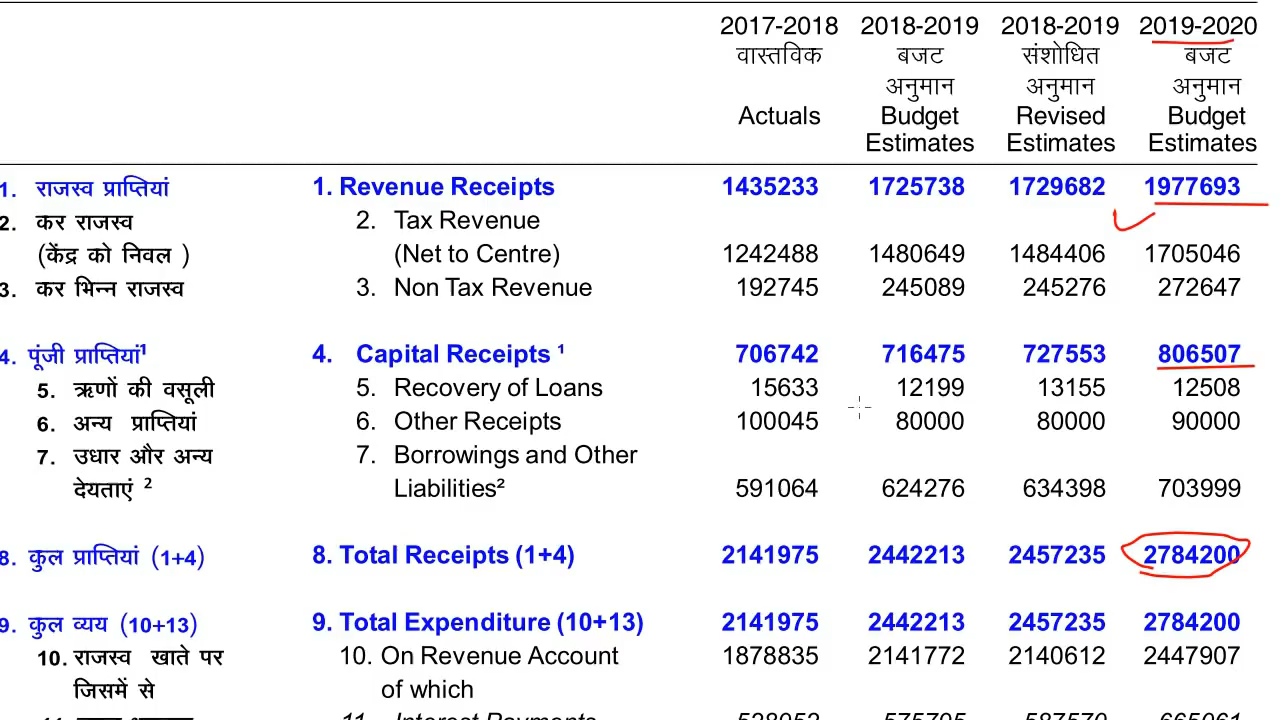 2017-2018 2018-2019 2018-2019 2019-2020
वास्तविक बजट संशोधित बजट
अनुमान अनुमान अनुमान
Actuals Budget Revised Budget
Estimates Estimates Estimates
1. राजस्व प्राप्तियां 1. Revenue Receipts 1435233 1725738 1729682 1977693
2. कर राजस्व 2. Tax Revenue
(केंद्र को निवल ) (Net to Centre) 1242488 1480649 1484406 1705046
3. कर भिन्न राजस्व 3. Non Tax Revenue 192745 245089 245276 272647
4. पूंजी प्राप्तियां¹ 4. Capital Receipts ¹ 706742 716475 727553 806507
5. ऋणों की वसूली 5. Recovery of Loans 15633 12199 13155 12508
6. अन्य प्राप्तियां 6. Other Receipts 100045 80000 80000 90000
7. उधार और अन्य 7. Borrowings and Other
देयताएं ² Liabilities² 591064 624276 634398 703999
8. कुल प्राप्तियां (1+4) 8. Total Receipts (1+4) 2141975 2442213 2457235 2784200
9. कुल व्यय (10+13) 9. Total Expenditure (10+13) 2141975 2442213 2457235 2784200
10. राजस्व खाते पर 10. On Revenue Account 1878835 2141772 2140612 2447907
जिसमें से of which
11. Interest Payments 528952 575795 587570 665061